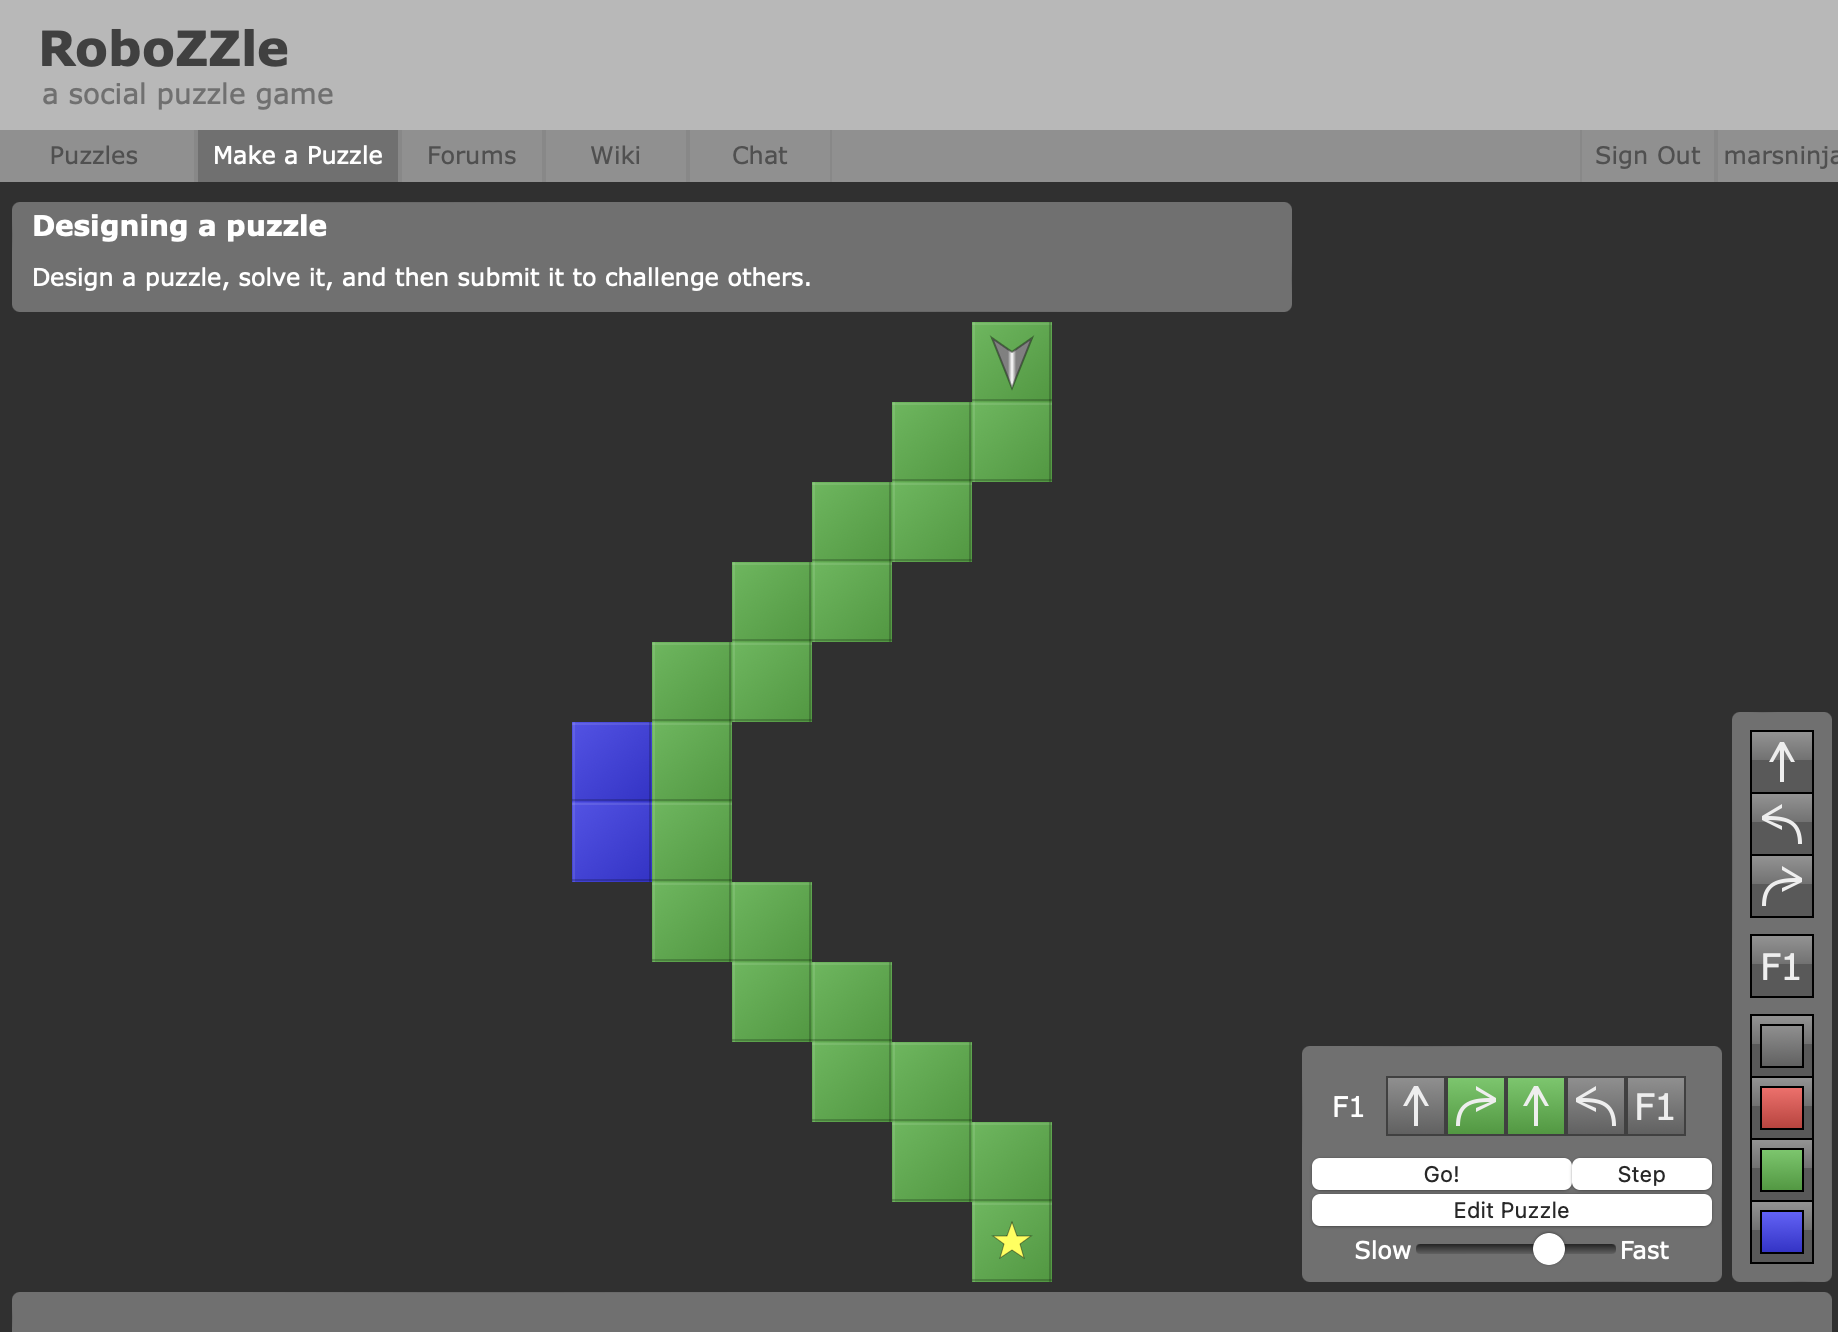 RoboZZle
a social puzzle game
Puzzles Make a Puzzle Forums Wiki Chat Sign Out marsninja
Designing a puzzle
Design a puzzle, solve it, and then submit it to challenge others.
F1
F1 F1
Go! Step
Edit Puzzle
Slow Fast